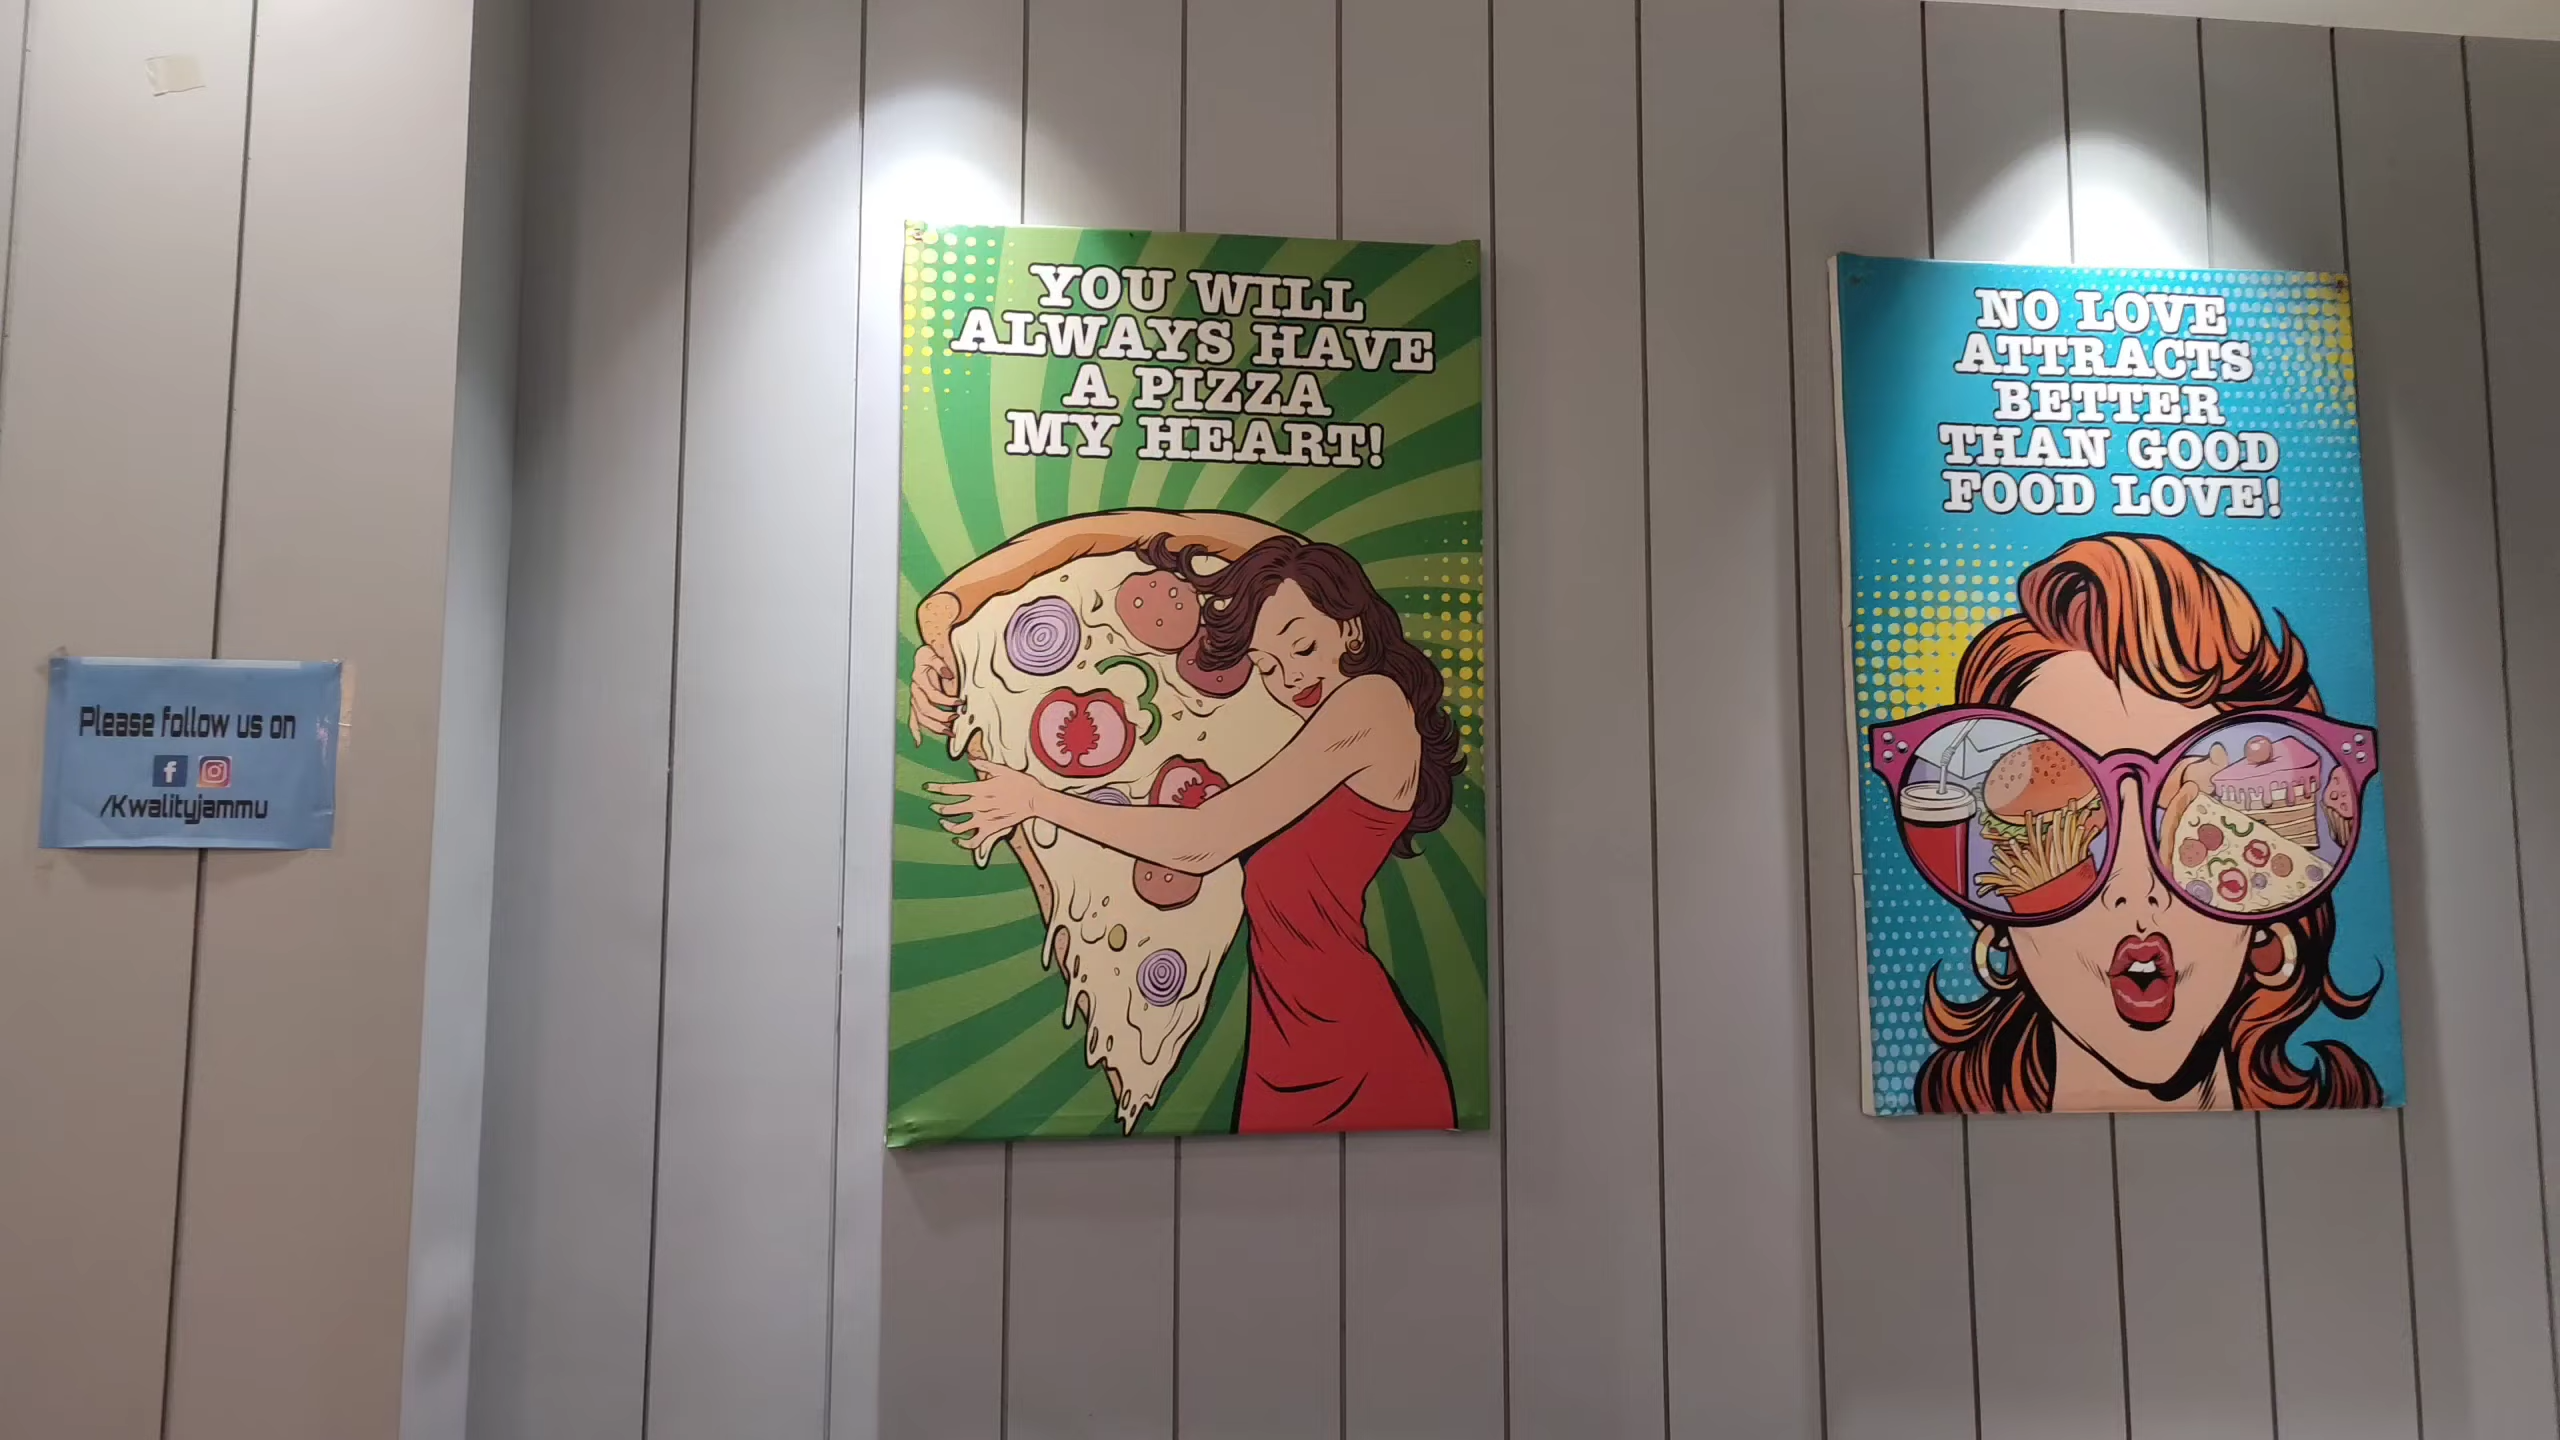 Please follow us on
/Kwalityjammu
YOU WILL
ALWAYS HAVE
A PIZZA
MY HEART!
NO LOVE
ATTRACTS
BETTER
THAN GOOD
FOOD LOVE!